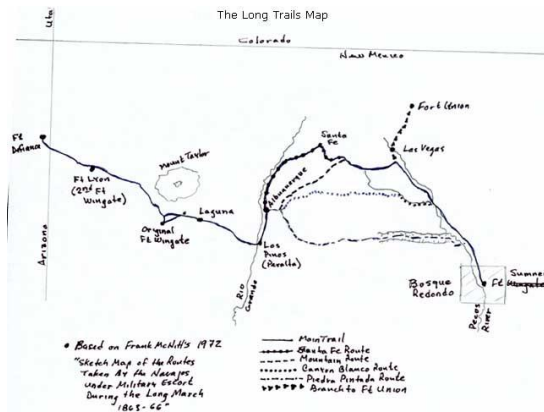 The Long Trails Map
Utah
Colorado
New Mexico
Fort Union
Ft
Defiance
Santa
Fe
Las Vegas
Mount Taylor
Ft Lyon
(2nd Ft
Wingate)
Albuquerque
Laguna
Original
Ft Wingate
Los
Pinos
(Peralta)
Arizona
Rio
Grande
Bosque
Redondo
Sumner
Ft Wingate
Pecos
River
• Based on Frank McNitt's 1972
"Sketch Map of the Routes
Taken By the Navajos
under Military Escort
During the Long March
1863-66"
Main Trail
Santa Fe Route
Mountain Route
Canyon Blanco Route
Piedra Pintada Route
Branch to Ft Union